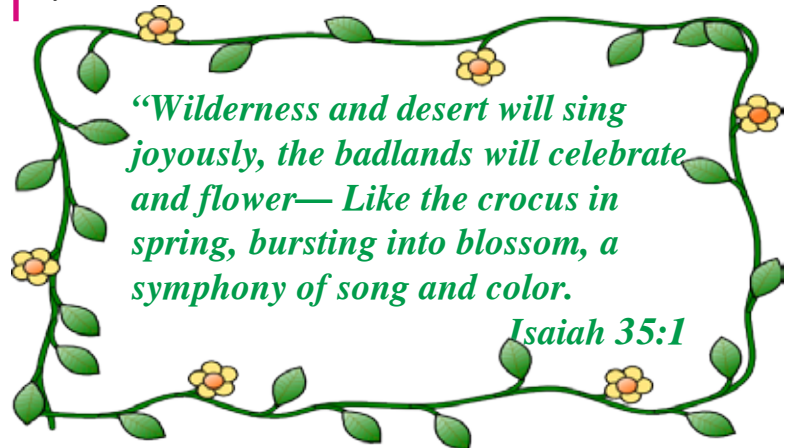 “Wilderness and desert will sing
joyously, the badlands will celebrate
and flower— Like the crocus in
spring, bursting into blossom, a
symphony of song and color.
Isaiah 35:1